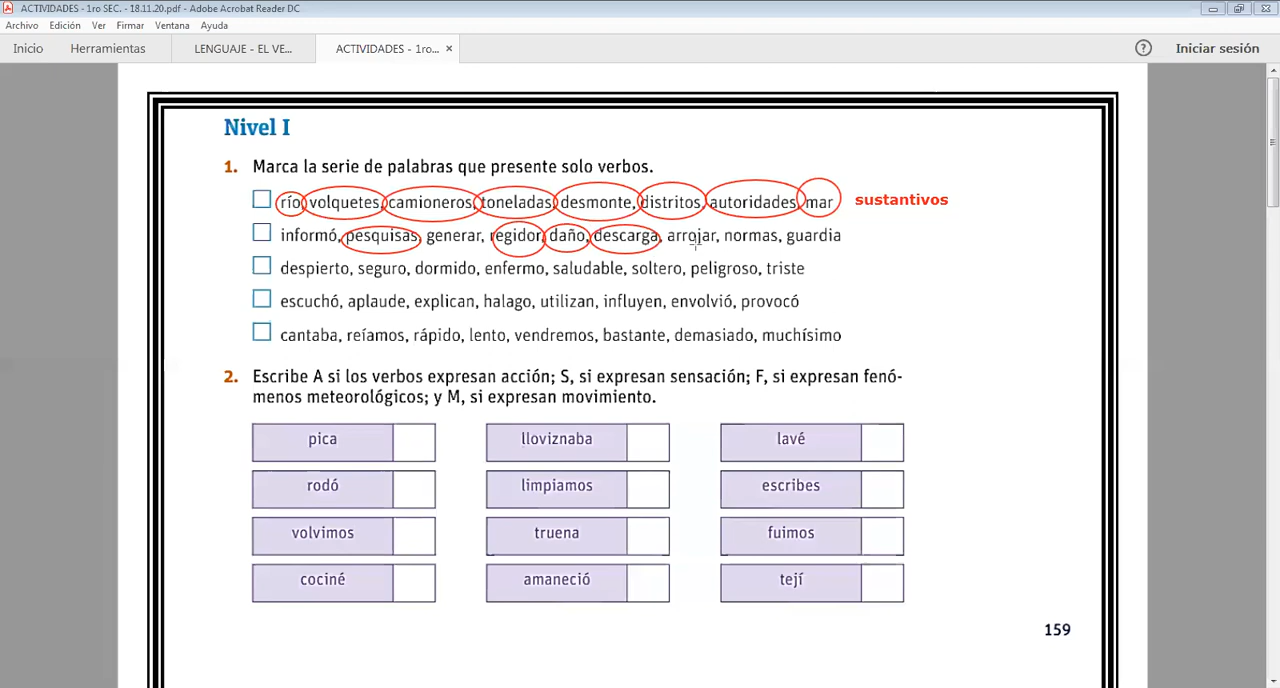 ACTIVIDADES - 1ro SEC. - 18.11.20.pdf - Adobe Acrobat Reader DC
Archivo Edición Ver Firmar Ventana Ayuda
Inicio Herramientas LENGUAJE - EL VE... ACTIVIDADES - 1ro... × ? Iniciar sesión
Nivel I
1. Marca la serie de palabras que presente solo verbos.
río, volquetes, camioneros, toneladas, desmonte, distritos, autoridades, mar sustantivos
informó, pesquisas, generar, regidor, daño, descarga, arrojar, normas, guardia
despierto, seguro, dormido, enfermo, saludable, soltero, peligroso, triste
escuchó, aplaude, explican, halago, utilizan, influyen, envolvió, provocó
cantaba, reíamos, rápido, lento, vendremos, bastante, demasiado, muchísimo
2. Escribe A si los verbos expresan acción; S, si expresan sensación; F, si expresan fenó-
menos meteorológicos; y M, si expresan movimiento.
pica lloviznaba lavé
rodó limpiamos escribes
volvimos truena fuimos
cociné amaneció tejí
159